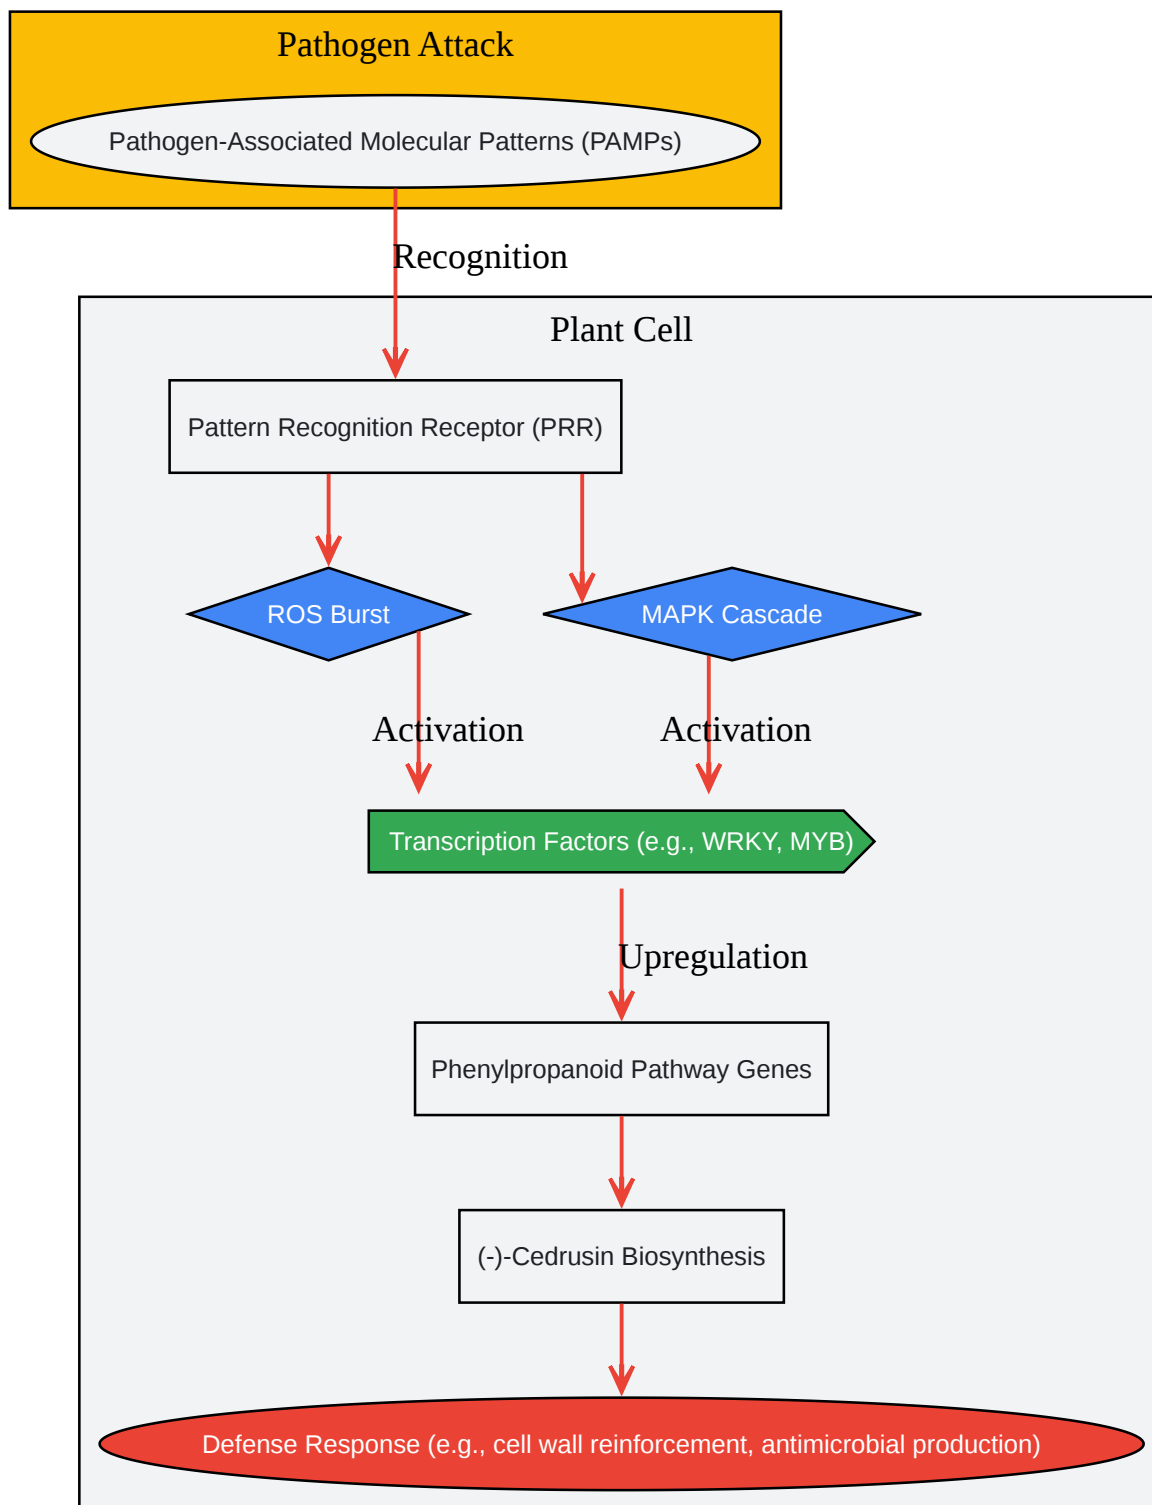 Pathogen Attack
Pathogen-Associated Molecular Patterns (PAMPs)
Recognition
Plant Cell
Pattern Recognition Receptor (PRR)
ROS Burst
MAPK Cascade
Activation
Activation
Transcription Factors (e.g., WRKY, MYB)
Upregulation
Phenylpropanoid Pathway Genes
(-)-Cedrusin Biosynthesis
Defense Response (e.g., cell wall reinforcement, antimicrobial production)